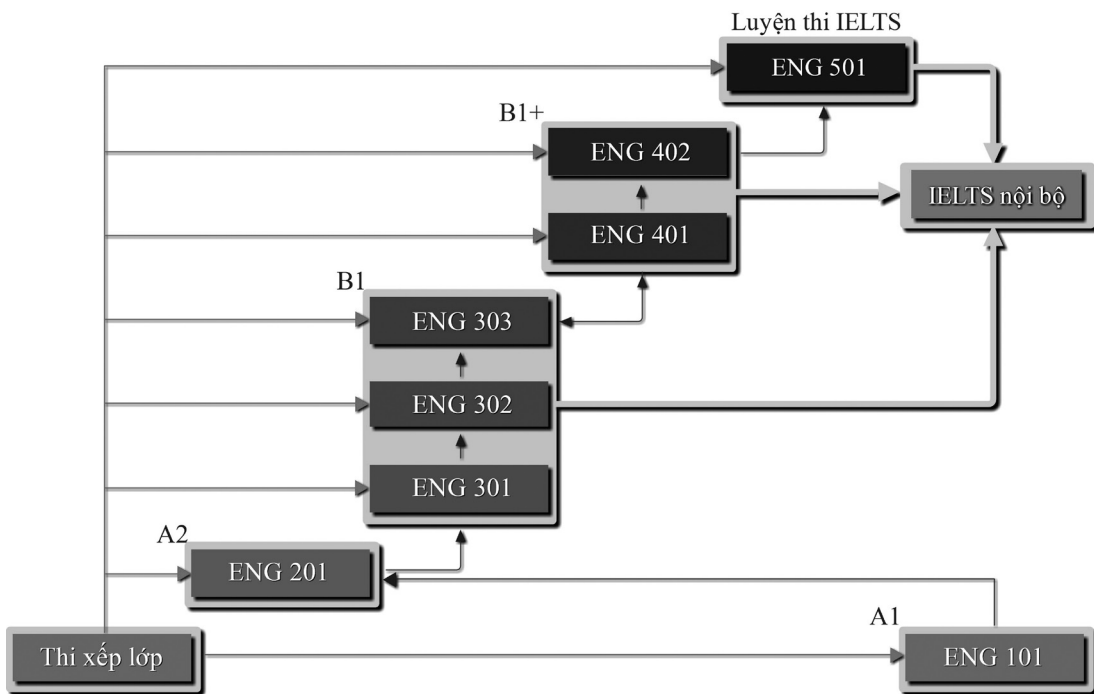 Luyện thi IELTS
ENG 501
B1+
ENG 402
IELTS nội bộ
ENG 401
B1
ENG 303
ENG 302
ENG 301
A2
ENG 201
A1
Thi xếp lớp
ENG 101